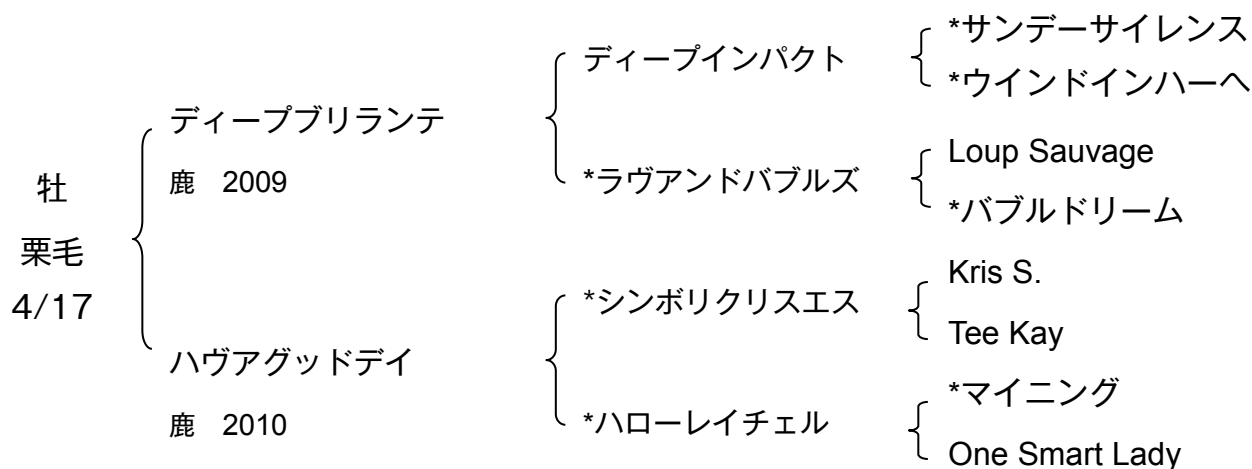 牡
栗毛
4/17
ディープブリランテ
鹿　2009
ハヴアグッドデイ
鹿　2010
ディープインパクト
*ラヴアンドバブルズ
*シンボリクリスエス
*ハローレイチェル
*サンデーサイレンス
*ウインドインハーヘ
Loup Sauvage
*バブルドリーム
Kris S.
Tee Kay
*マイニング
One Smart Lady